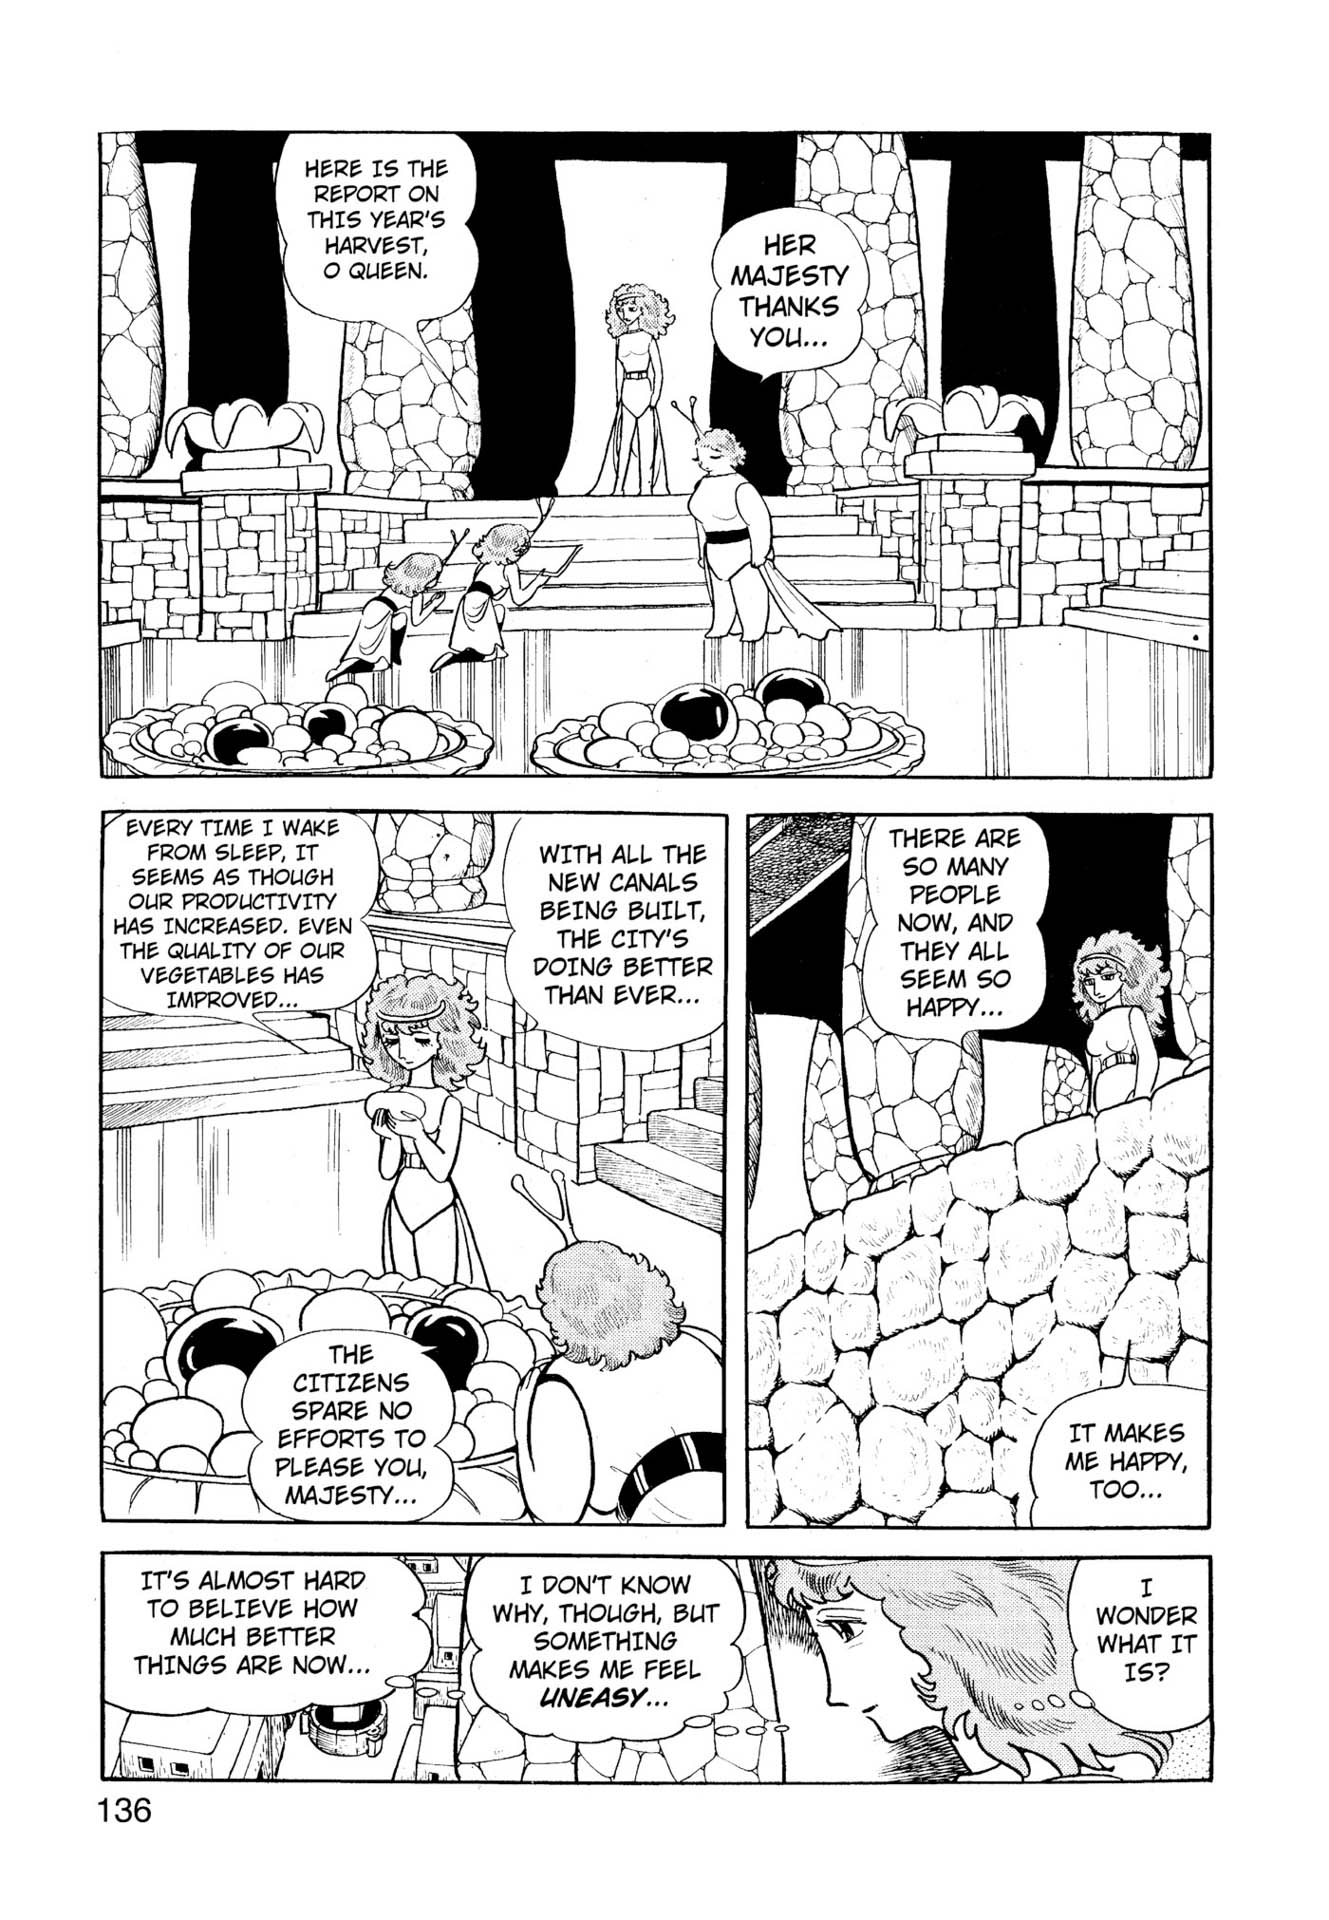 HERE IS THE
REPORT ON
THIS YEAR'S
HARVEST,
O QUEEN.
HER
MAJESTY
THANKS
YOU...
EVERY TIME I WAKE
FROM SLEEP, IT
SEEMS AS THOUGH
OUR PRODUCTIVITY
HAS INCREASED. EVEN
THE QUALITY OF OUR
VEGETABLES HAS
IMPROVED...
WITH ALL THE
NEW CANALS
BEING BUILT,
THE CITY'S
DOING BETTER
THAN EVER...
THE
CITIZENS
SPARE NO
EFFORTS TO
PLEASE YOU,
MAJESTY...
THERE ARE
SO MANY
PEOPLE
NOW, AND
THEY ALL
SEEM SO
HAPPY...
IT MAKES
ME HAPPY,
TOO...
IT'S ALMOST HARD
TO BELIEVE HOW
MUCH BETTER
THINGS ARE NOW...
I DON'T KNOW
WHY, THOUGH, BUT
SOMETHING
MAKES ME FEEL
UNEASY...
I
WONDER
WHAT IT
IS?
136